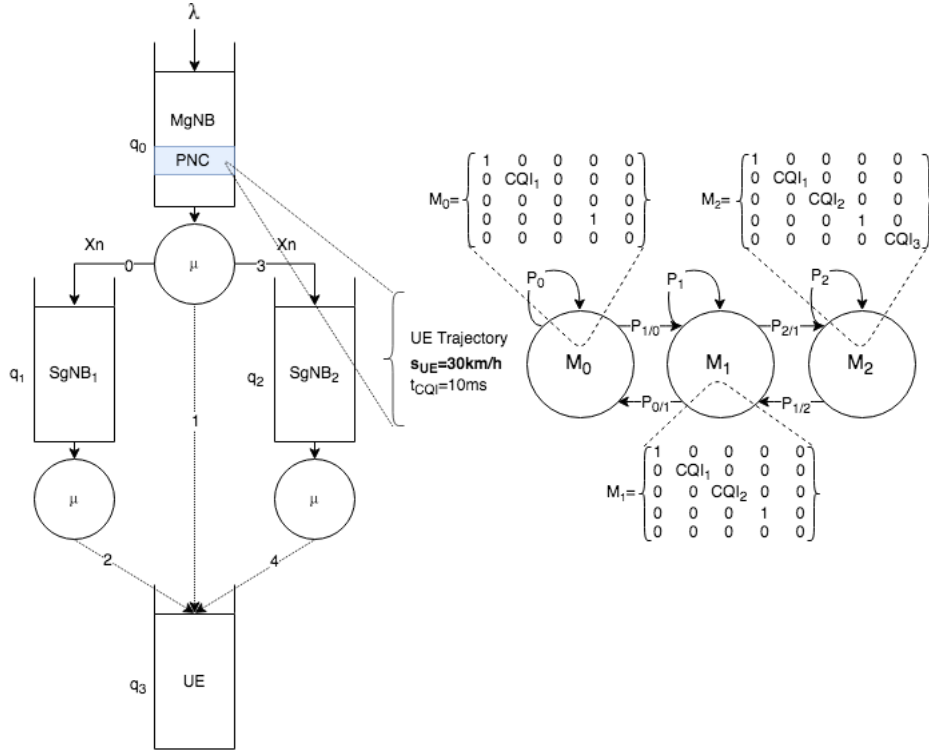 λ
MgNB
q0
PNC
Xn
Xn
0
μ
3
q1
SgNB1
q2
SgNB2
1
μ
μ
2
4
q3
UE
UE Trajectory
sUE=30km/h
tCQI=10ms
M0=
1 0 0 0 0
0 CQI1 0 0 0
0 0 0 0 0
0 0 0 1 0
0 0 0 0 0
M2=
1 0 0 0 0
0 CQI1 0 0 0
0 0 CQI2 0 0
0 0 0 1 0
0 0 0 0 CQI3
P0
P1
P2
M0
P1/0
M1
P2/1
M2
P0/1
P1/2
M1=
1 0 0 0 0
0 CQI1 0 0 0
0 0 CQI2 0 0
0 0 0 1 0
0 0 0 0 0